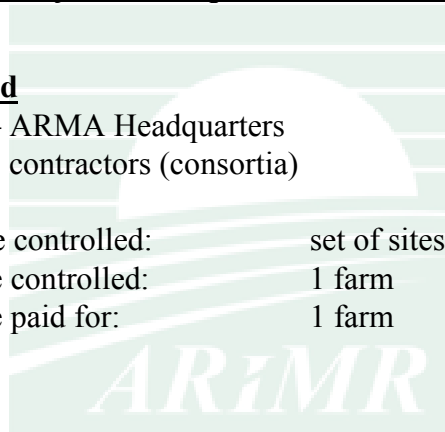 d
ARMA Headquarters
contractors (consortia)
e controlled: set of sites
e controlled: 1 farm
e paid for: 1 farm
ARiMR